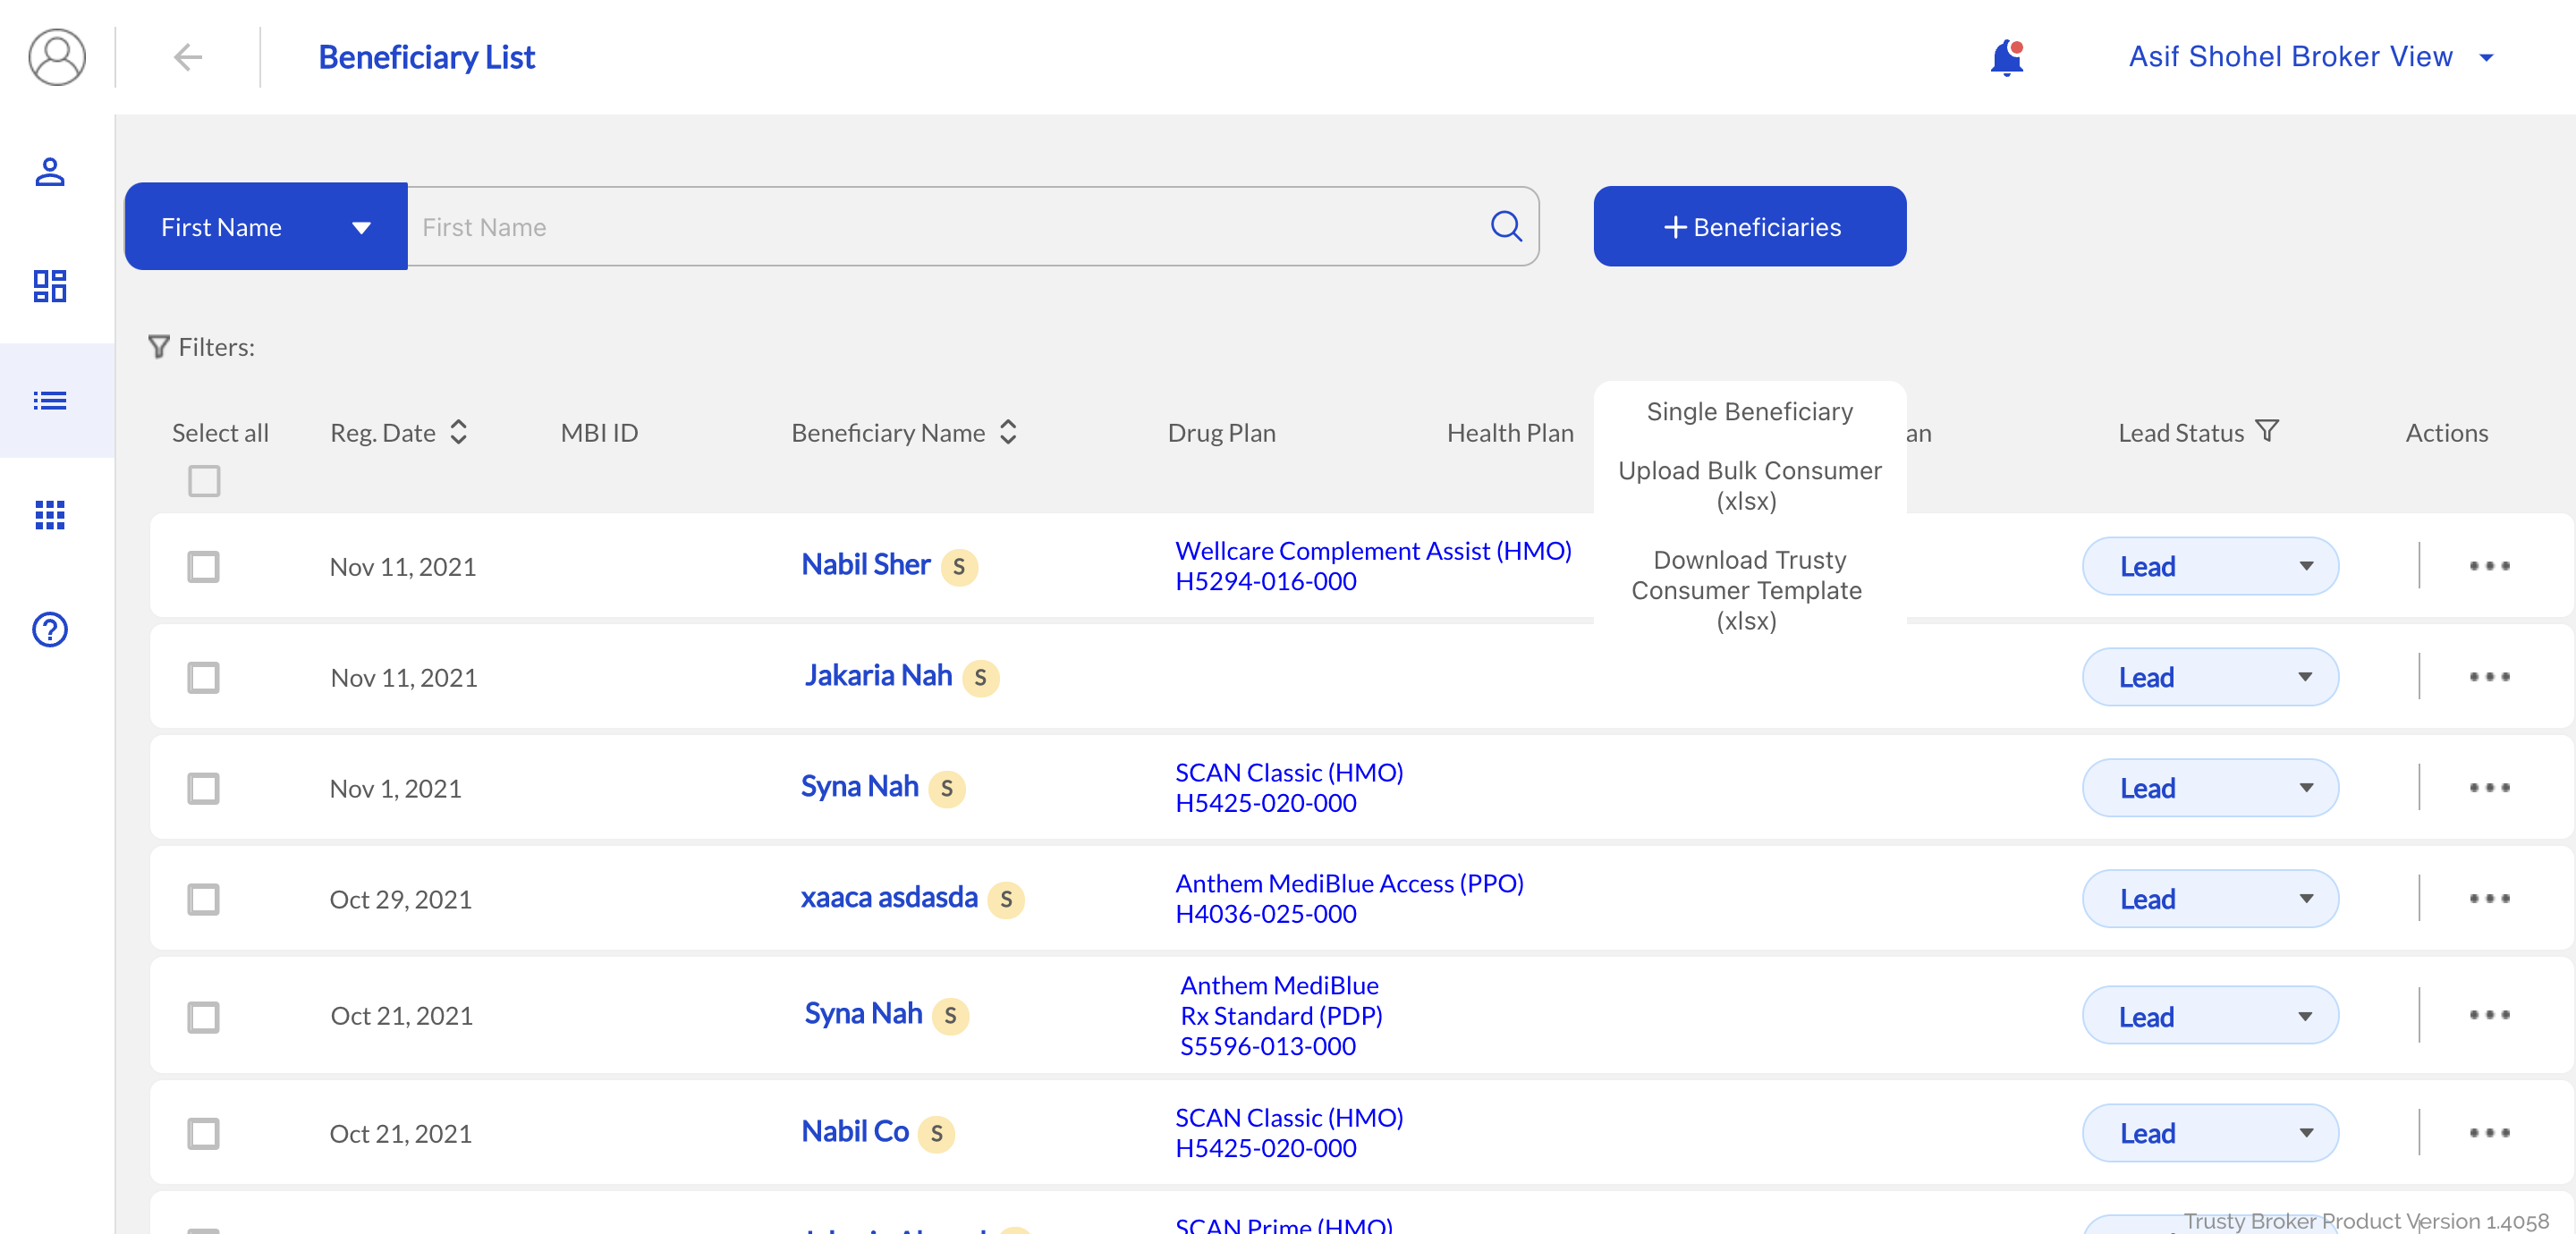 Beneficiary List
Asif Shohel Broker View
First Name
First Name
+ Beneficiaries
Filters:
Single Beneficiary
Upload Bulk Consumer
(xlsx)
Download Trusty
Consumer Template
(xlsx)
Select all Reg. Date MBI ID Beneficiary Name Drug Plan Health Plan an Lead Status Actions
Nov 11, 2021 Nabil Sher S
Wellcare Complement Assist (HMO)
H5294-016-000
Lead
Nov 11, 2021 Jakaria Nah S
Lead
Nov 1, 2021 Syna Nah S
SCAN Classic (HMO)
H5425-020-000
Lead
Oct 29, 2021 xaaca asdasda S
Anthem MediBlue Access (PPO)
H4036-025-000
Lead
Oct 21, 2021 Syna Nah S
Anthem MediBlue
Rx Standard (PDP)
S5596-013-000
Lead
Oct 21, 2021 Nabil Co S
SCAN Classic (HMO)
H5425-020-000
Lead
SCAN Prime (HMO)
Trusty Broker Product Version 1.4058